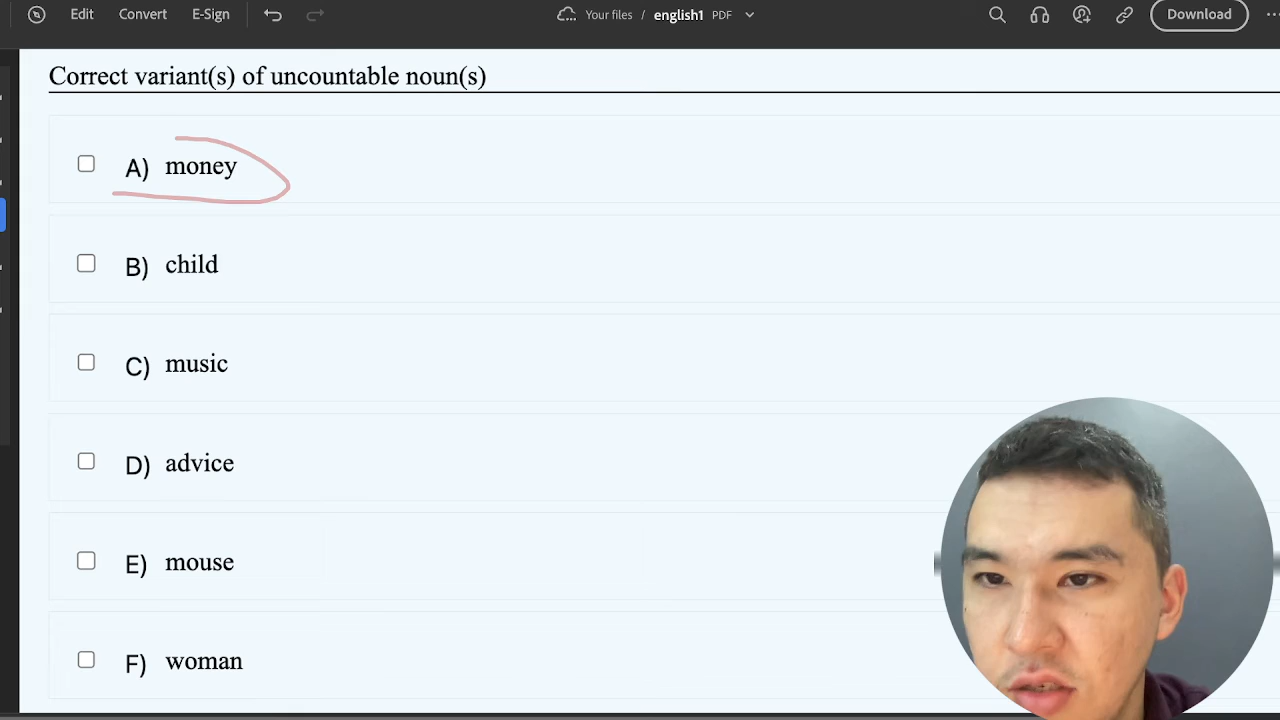 Edit Convert E-Sign Your files / english1 PDF Download
Correct variant(s) of uncountable noun(s)
A) money
B) child
C) music
D) advice
E) mouse
F) woman